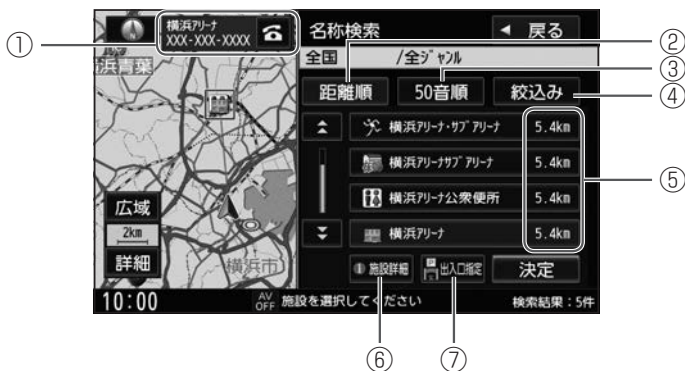 ①
横浜アリーナ
XXX-XXX-XXXX
名称検索
戻る
②
浜青葉
全国 /全ジャンル
③
距離順 50音順 絞込み
④
横浜アリーナ・サブアリーナ 5.4km
横浜アリーナサブアリーナ 5.4km
⑤
横浜アリーナ公衆便所 5.4km
横浜アリーナ 5.4km
広域
2km
詳細
横浜市
施設詳細 出入口指定 決定
10:00
AV OFF
施設を選択してください 検索結果:5件
⑥ ⑦